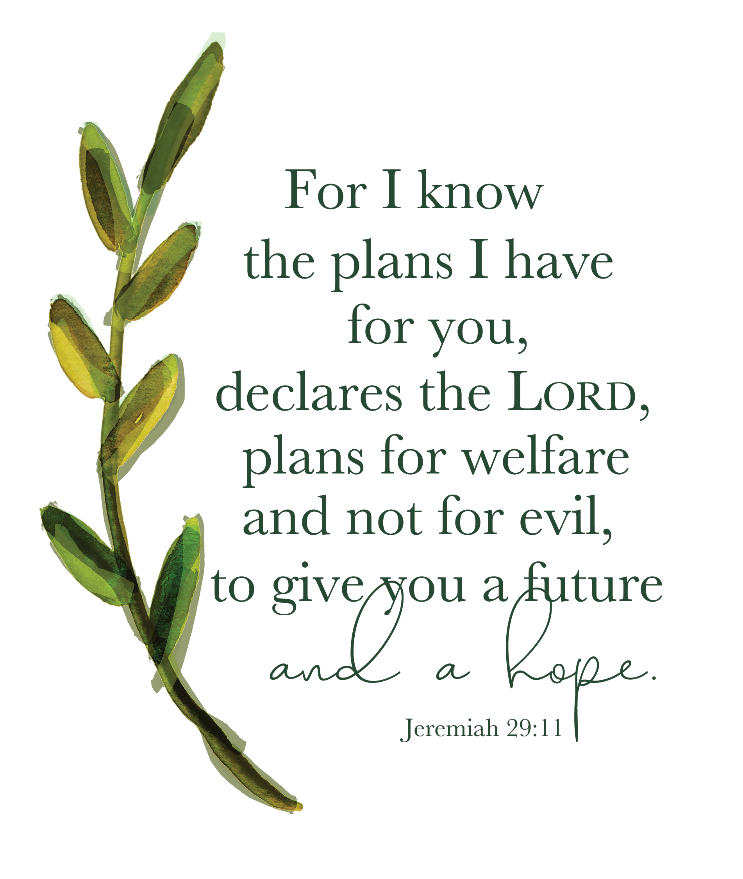 For I know
the plans I have
for you,
declares the LORD,
plans for welfare
and not for evil,
to give you a future
and a hope.
Jeremiah 29:11